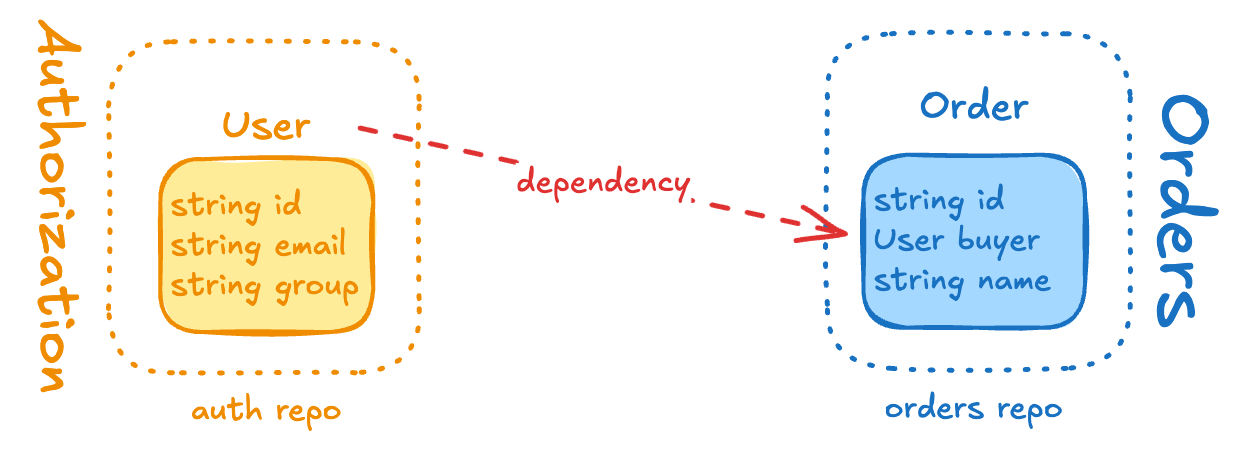 Authorization
User
string id
string email
string group
auth repo
dependency
Order
string id
User buyer
string name
orders repo
Orders